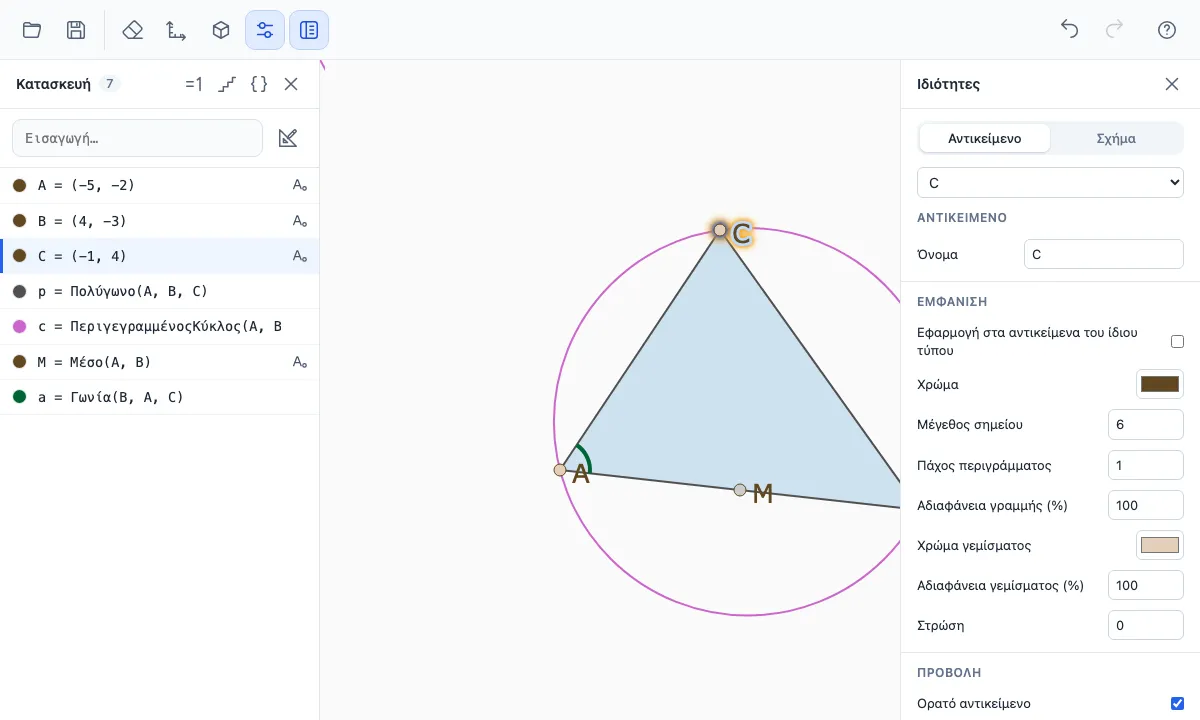 Κατασκευή 7
=1
{}
Εισαγωγή…
A = (−5, −2)
B = (4, −3)
C = (−1, 4)
p = Πολύγωνο(A, B, C)
c = ΠεριγεγραμμένοςΚύκλος(A, B
M = Μέσο(A, B)
a = Γωνία(B, A, C)
C
A
M
Ιδιότητες
Αντικείμενο Σχήμα
C
ΑΝΤΙΚΕΙΜΕΝΟ
Όνομα C
ΕΜΦΑΝΙΣΗ
Εφαρμογή στα αντικείμενα του ίδιου
τύπου
Χρώμα
Μέγεθος σημείου 6
Πάχος περιγράμματος 1
Αδιαφάνεια γραμμής (%) 100
Χρώμα γεμίσματος
Αδιαφάνεια γεμίσματος (%) 100
Στρώση 0
ΠΡΟΒΟΛΗ
Ορατό αντικείμενο